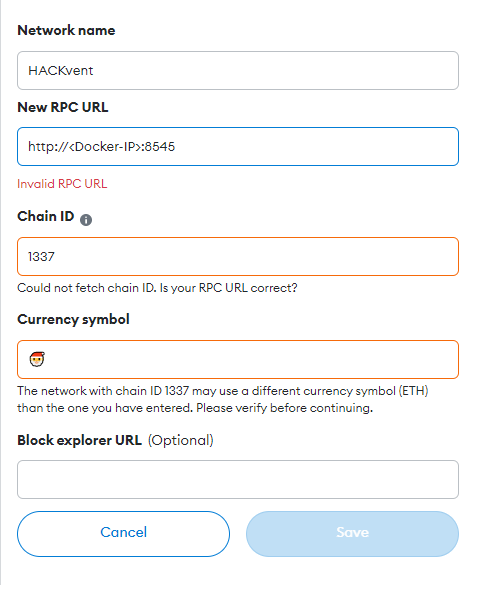 Network name
HACKvent
New RPC URL
http://<Docker-IP>:8545
Invalid RPC URL
Chain ID
1337
Could not fetch chain ID. Is your RPC URL correct?
Currency symbol
🎅
The network with chain ID 1337 may use a different currency symbol (ETH)
than the one you have entered. Please verify before continuing.
Block explorer URL (Optional)
Cancel
Save